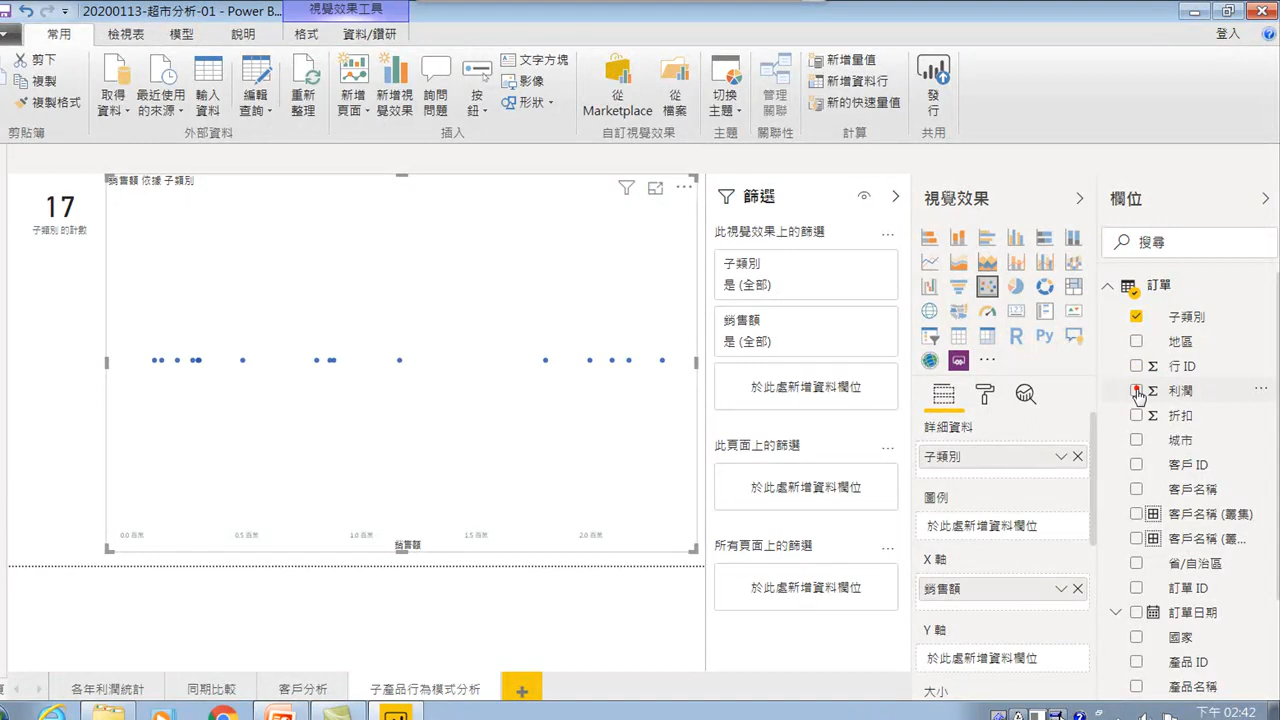 20200113-超市分析-01 - Power B...
視覺效果工具
常用
檢視表
模型
說明
格式
資料/鑽研
登入
剪下
複製
複製格式
剪貼簿
取得
資料
最近使用
的來源
輸入
資料
編輯
查詢
重新
整理
外部資料
新增
頁面
新增視
覺效果
詢問
問題
按
鈕
文字方塊
影像
形狀
插入
從
Marketplace
從
檔案
自訂視覺效果
切換
主題
主題
管理
關聯
關聯性
新增量值
新增資料行
新的快速量值
計算
發
行
共用
17
子類別 的計數
銷售額 依據 子類別
0.0 百萬
0.5 百萬
1.0 百萬
1.5 百萬
2.0 百萬
銷售額
篩選
此視覺效果上的篩選
子類別
是 (全部)
銷售額
是 (全部)
於此處新增資料欄位
此頁面上的篩選
於此處新增資料欄位
所有頁面上的篩選
於此處新增資料欄位
視覺效果
R
Py
詳細資料
子類別
圖例
於此處新增資料欄位
X 軸
銷售額
Y 軸
於此處新增資料欄位
大小
欄位
搜尋
訂單
子類別
地區
行 ID
利潤
折扣
城市
客戶 ID
客戶名稱
客戶名稱 (叢集)
客戶名稱 (叢...
省/自治區
訂單 ID
訂單日期
國家
產品 ID
產品名稱
頁
各年利潤統計
同期比較
客戶分析
子產品行為模式分析
下午 02:42